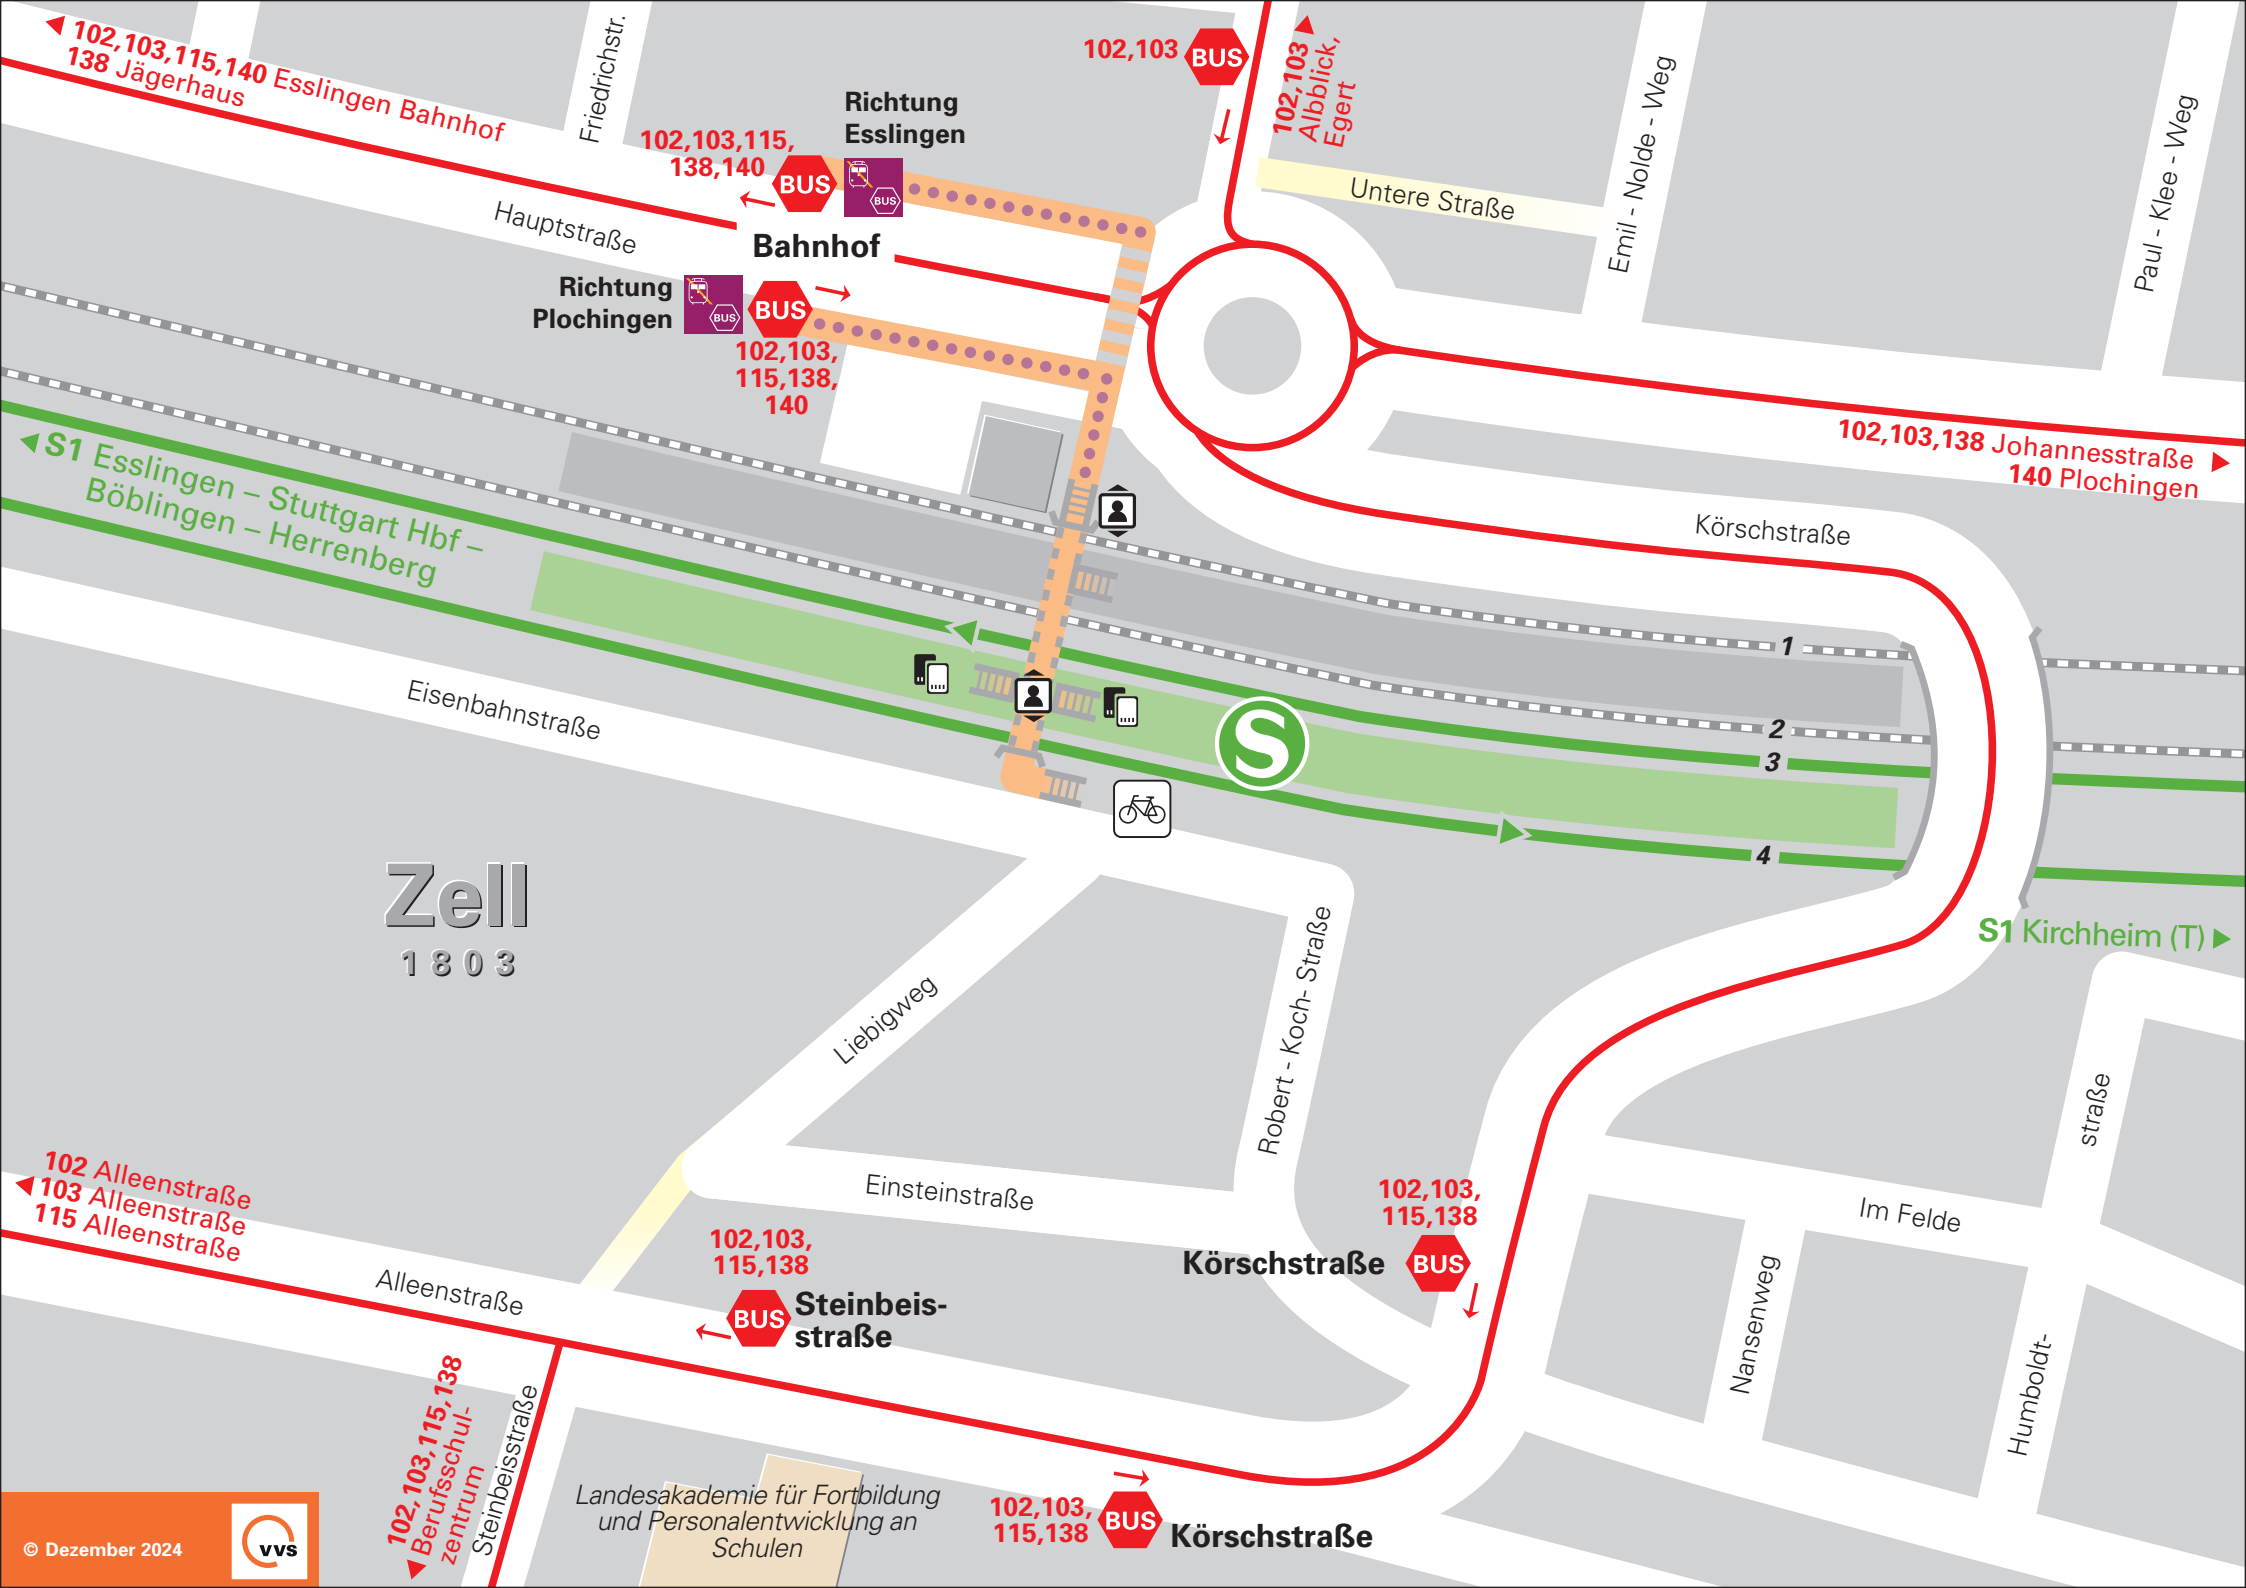 102,103,115,140 Esslingen Bahnhof
138 Jägerhaus
Friedrichstr.
102,103
BUS
102,103
Albblick,
Egert
Richtung
Esslingen
102,103,115,
138,140
BUS
BUS
Untere Straße
Emil - Nolde - Weg
Paul - Klee - Weg
Hauptstraße
Bahnhof
Richtung
Plochingen
BUS
BUS
102,103,
115,138,
140
102,103,138 Johannesstraße
140 Plochingen
S1 Esslingen – Stuttgart Hbf –
Böblingen – Herrenberg
Körschstraße
1
2
3
4
S
Eisenbahnstraße
Zell
1803
S1 Kirchheim (T)
Liebigweg
Robert - Koch- Straße
straße
Humboldt-
Einsteinstraße
Im Felde
Nansenweg
102 Alleenstraße
103 Alleenstraße
115 Alleenstraße
Alleenstraße
102,103,
115,138
BUS
Steinbeis-
straße
102,103,
115,138
Körschstraße
BUS
102,103,115,138
Berufsschul-
zentrum
Steinbeisstraße
Landesakademie für Fortbildung
und Personalentwicklung an
Schulen
102,103,
115,138
BUS
Körschstraße
© Dezember 2024
vvs